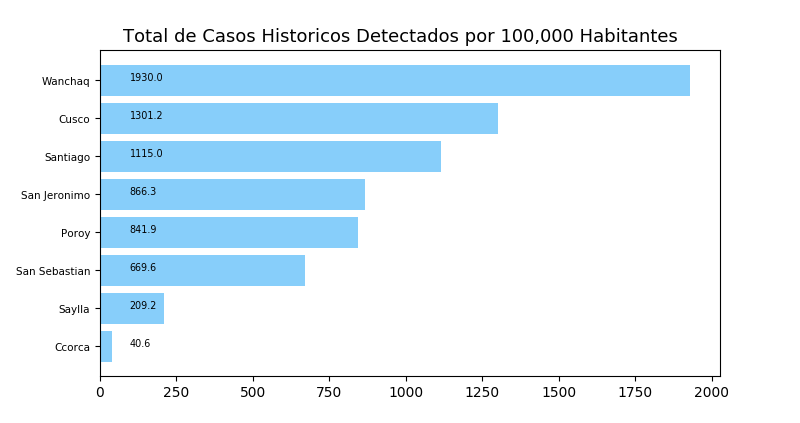 Total de Casos Historicos Detectados por 100,000 Habitantes
Wanchaq 1930.0
Cusco 1301.2
Santiago 1115.0
San Jeronimo 866.3
Poroy 841.9
San Sebastian 669.6
Saylla 209.2
Ccorca 40.6
0 250 500 750 1000 1250 1500 1750 2000